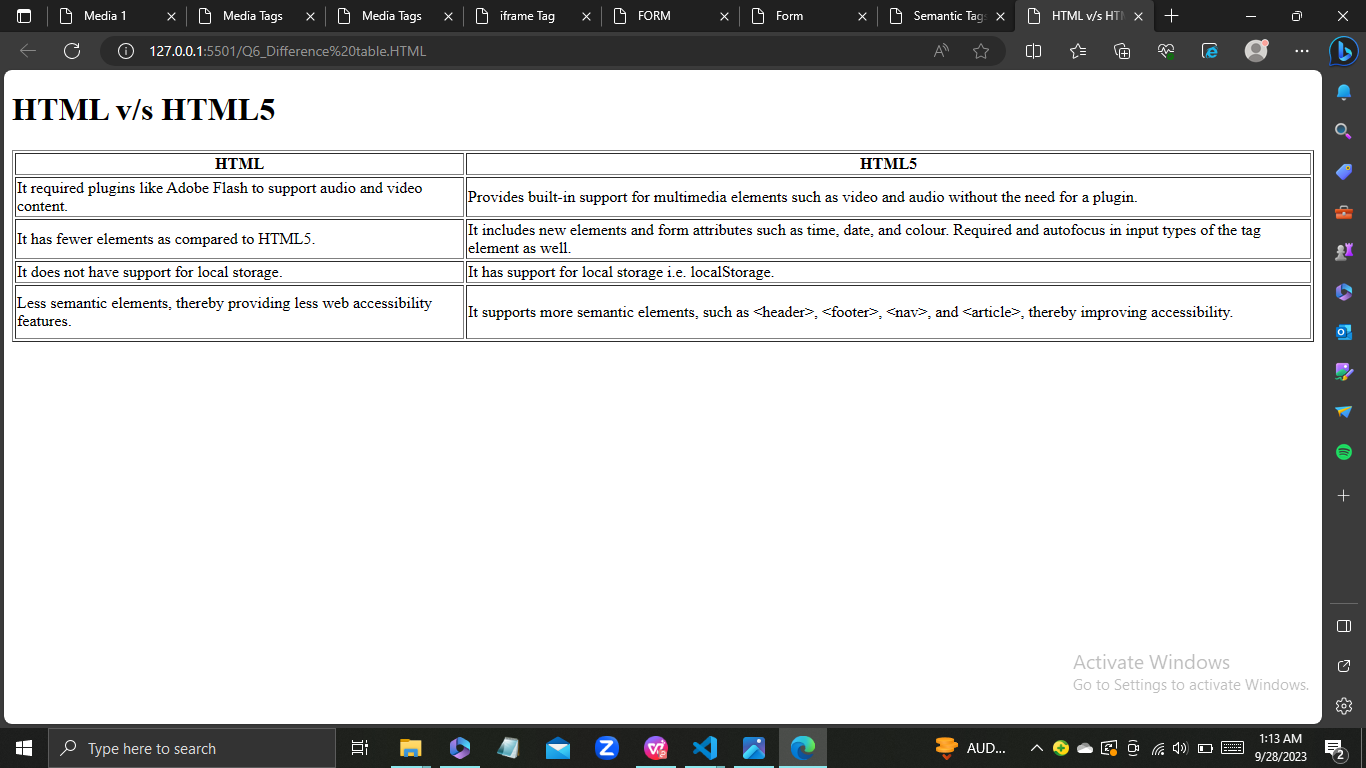 Media 1
Media Tags
Media Tags
iframe Tag
FORM
Form
Semantic Tag
HTML v/s HTM
127.0.0.1:5501/Q6_Difference%20table.HTML
HTML v/s HTML5
HTML
HTML5
It required plugins like Adobe Flash to support audio and video
content.
Provides built-in support for multimedia elements such as video and audio without the need for a plugin.
It has fewer elements as compared to HTML5.
It includes new elements and form attributes such as time, date, and colour. Required and autofocus in input types of the tag
element as well.
It does not have support for local storage.
It has support for local storage i.e. localStorage.
Less semantic elements, thereby providing less web accessibility
features.
It supports more semantic elements, such as <header>, <footer>, <nav>, and <article>, thereby improving accessibility.
Activate Windows
Go to Settings to activate Windows.
Type here to search
AUD...
1:13 AM
9/28/2023
2